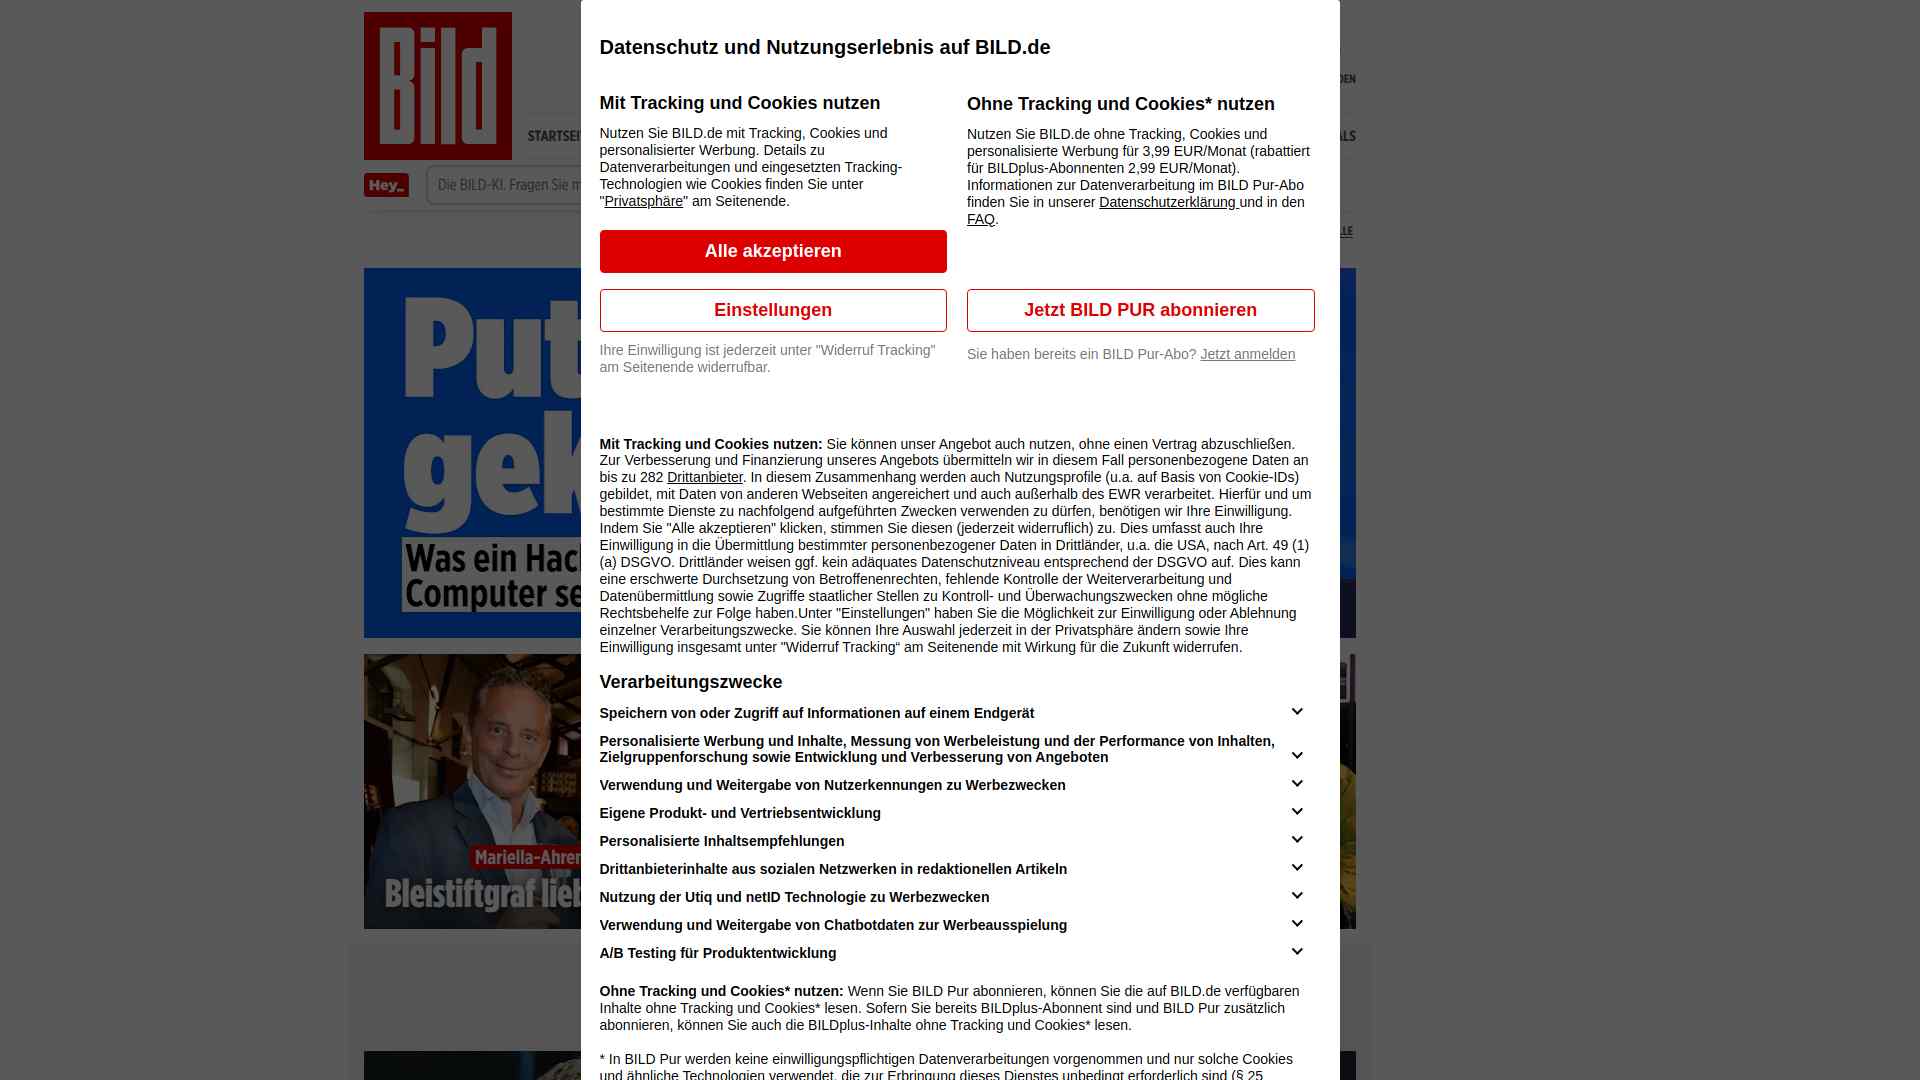 Bild
Datenschutz und Nutzungserlebnis auf BILD.de
Mit Tracking und Cookies nutzen
Nutzen Sie BILD.de mit Tracking, Cookies und
personalisierter Werbung. Details zu
Datenverarbeitungen und eingesetzten Tracking-
Technologien wie Cookies finden Sie unter
"Privatsphäre" am Seitenende.
Alle akzeptieren
Einstellungen
Ihre Einwilligung ist jederzeit unter "Widerruf Tracking"
am Seitenende widerrufbar.
Ohne Tracking und Cookies* nutzen
Nutzen Sie BILD.de ohne Tracking, Cookies und
personalisierte Werbung für 3,99 EUR/Monat (rabattiert
für BILDplus-Abonnenten 2,99 EUR/Monat).
Informationen zur Datenverarbeitung im BILD Pur-Abo
finden Sie in unserer Datenschutzerklärung und in den
FAQ.
Jetzt BILD PUR abonnieren
Sie haben bereits ein BILD Pur-Abo? Jetzt anmelden
Hey_
Die BILD-KI. Fragen Sie
Was ein
Computer
Mit Tracking und Cookies nutzen: Sie können unser Angebot auch nutzen, ohne einen Vertrag abzuschließen.
Zur Verbesserung und Finanzierung unseres Angebots übermitteln wir in diesem Fall personenbezogene Daten an
bis zu 282 Drittanbieter. In diesem Zusammenhang werden auch Nutzungsprofile (u.a. auf Basis von Cookie-IDs)
gebildet, mit Daten von anderen Webseiten angereichert und auch außerhalb des EWR verarbeitet. Hierfür und um
bestimmte Dienste zu nachfolgend aufgeführten Zwecken verwenden zu dürfen, benötigen wir Ihre Einwilligung.
Indem Sie "Alle akzeptieren" klicken, stimmen Sie diesen (jederzeit widerruflich) zu. Dies umfasst auch Ihre
Einwilligung in die Übermittlung bestimmter personenbezogener Daten in Drittländer, u.a. die USA, nach Art. 49 (1)
(a) DSGVO. Drittländer weisen ggf. kein adäquates Datenschutzniveau entsprechend der DSGVO auf. Dies kann
eine erschwerte Durchsetzung von Betroffenenrechten, fehlende Kontrolle der Weiterverarbeitung und
Datenübermittlung sowie Zugriffe staatlicher Stellen zu Kontroll- und Überwachungszwecken ohne mögliche
Rechtsbehelfe zur Folge haben.Unter "Einstellungen" haben Sie die Möglichkeit zur Einwilligung oder Ablehnung
einzelner Verarbeitungszwecke. Sie können Ihre Auswahl jederzeit in der Privatsphäre ändern sowie Ihre
Einwilligung insgesamt unter "Widerruf Tracking“ am Seitenende mit Wirkung für die Zukunft widerrufen.
Verarbeitungszwecke
Speichern von oder Zugriff auf Informationen auf einem Endgerät
Personalisierte Werbung und Inhalte, Messung von Werbeleistung und der Performance von Inhalten,
Zielgruppenforschung sowie Entwicklung und Verbesserung von Angeboten
Verwendung und Weitergabe von Nutzerkennungen zu Werbezwecken
Eigene Produkt- und Vertriebsentwicklung
Personalisierte Inhaltsempfehlungen
Drittanbieterinhalte aus sozialen Netzwerken in redaktionellen Artikeln
Nutzung der Utiq und netID Technologie zu Werbezwecken
Verwendung und Weitergabe von Chatbotdaten zur Werbeausspielung
A/B Testing für Produktentwicklung
Bleistiftgraf
Ohne Tracking und Cookies* nutzen: Wenn Sie BILD Pur abonnieren, können Sie die auf BILD.de verfügbaren
Inhalte ohne Tracking und Cookies* lesen. Sofern Sie bereits BILDplus-Abonnent sind und BILD Pur zusätzlich
abonnieren, können Sie auch die BILDplus-Inhalte ohne Tracking und Cookies* lesen.
* In BILD Pur werden keine einwilligungspflichtigen Datenverarbeitungen vorgenommen und nur solche Cookies
und ähnliche Technologien verwendet, die zur Erbringung dieses Dienstes unbedingt erforderlich sind (§ 25